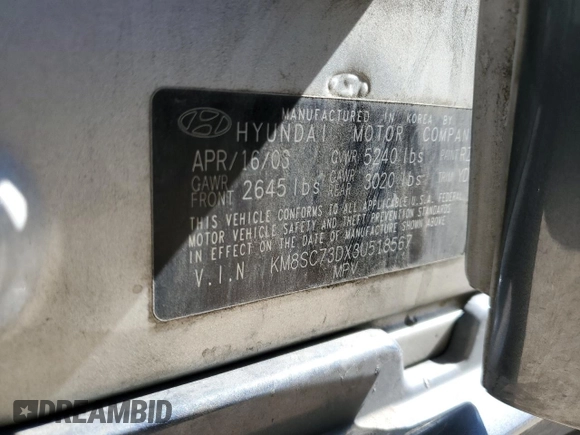 MANUFACTURED IN KOREA BY
HYUNDAI MOTOR COMPAN
APR/16/03 GVWR 5240 lbs PAINT
GAWR FRONT 2645 lbs GAWR REAR 3020 lbs TRIM
THIS VEHICLE CONFORMS TO ALL APPLICABLE U.S.A. FEDERAL
MOTOR VEHICLE SAFETY AND THEFT PREVENTION STANDARDS
IN EFFECT ON THE DATE OF MANUFACTURE SHOWN ABOVE.
V.I.N KM8SC73DX3U518567
MPV
DREAMBID